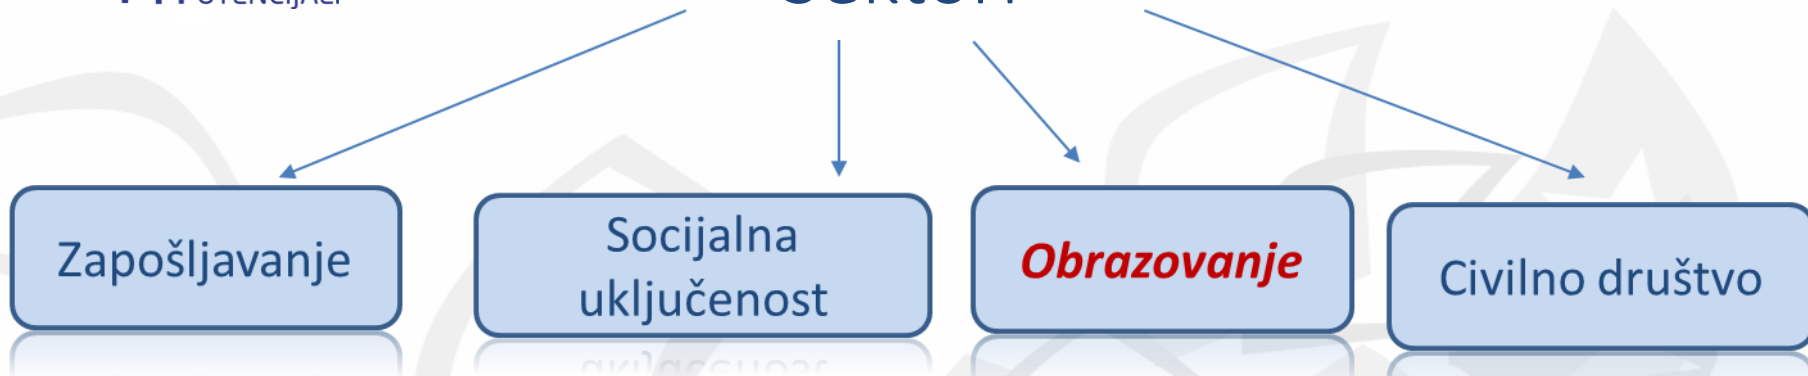 Zapošljavanje
Socijalna
uključenost
Obrazovanje
Civilno društvo